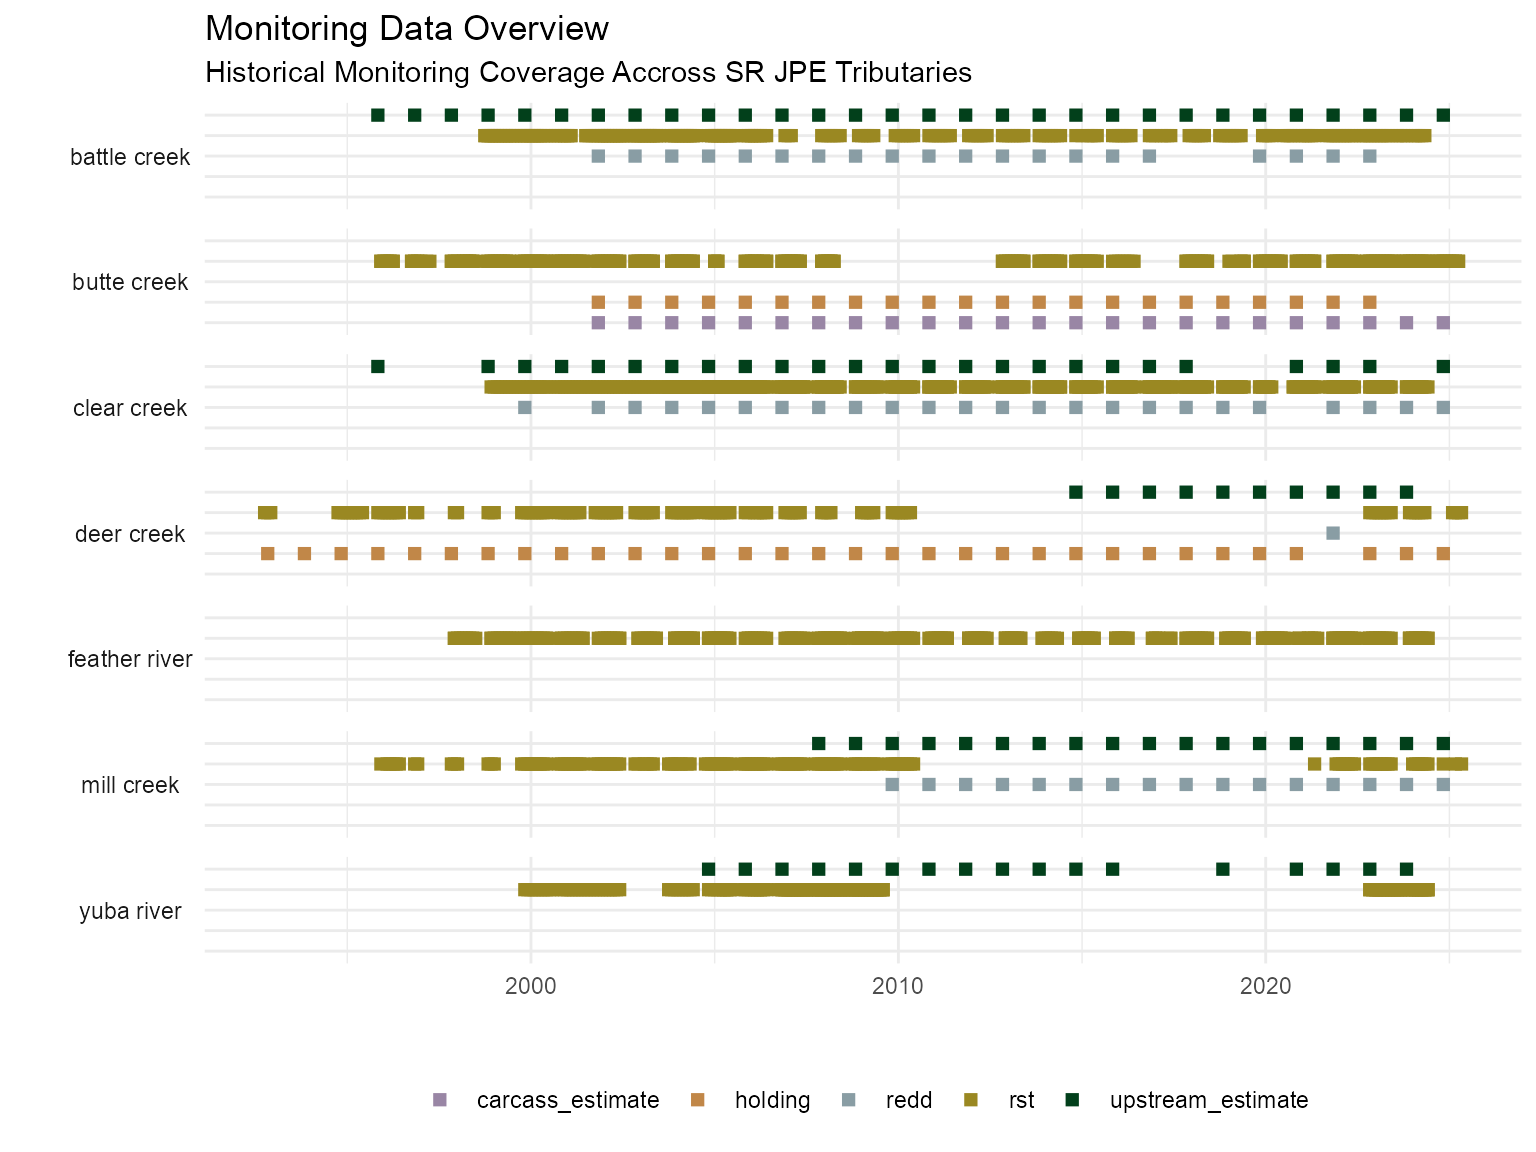 Monitoring Data Overview
Historical Monitoring Coverage Accross SR JPE Tributaries
battle creek
butte creek
clear creek
deer creek
feather river
mill creek
yuba river
2000 2010 2020
carcass_estimate holding redd rst upstream_estimate